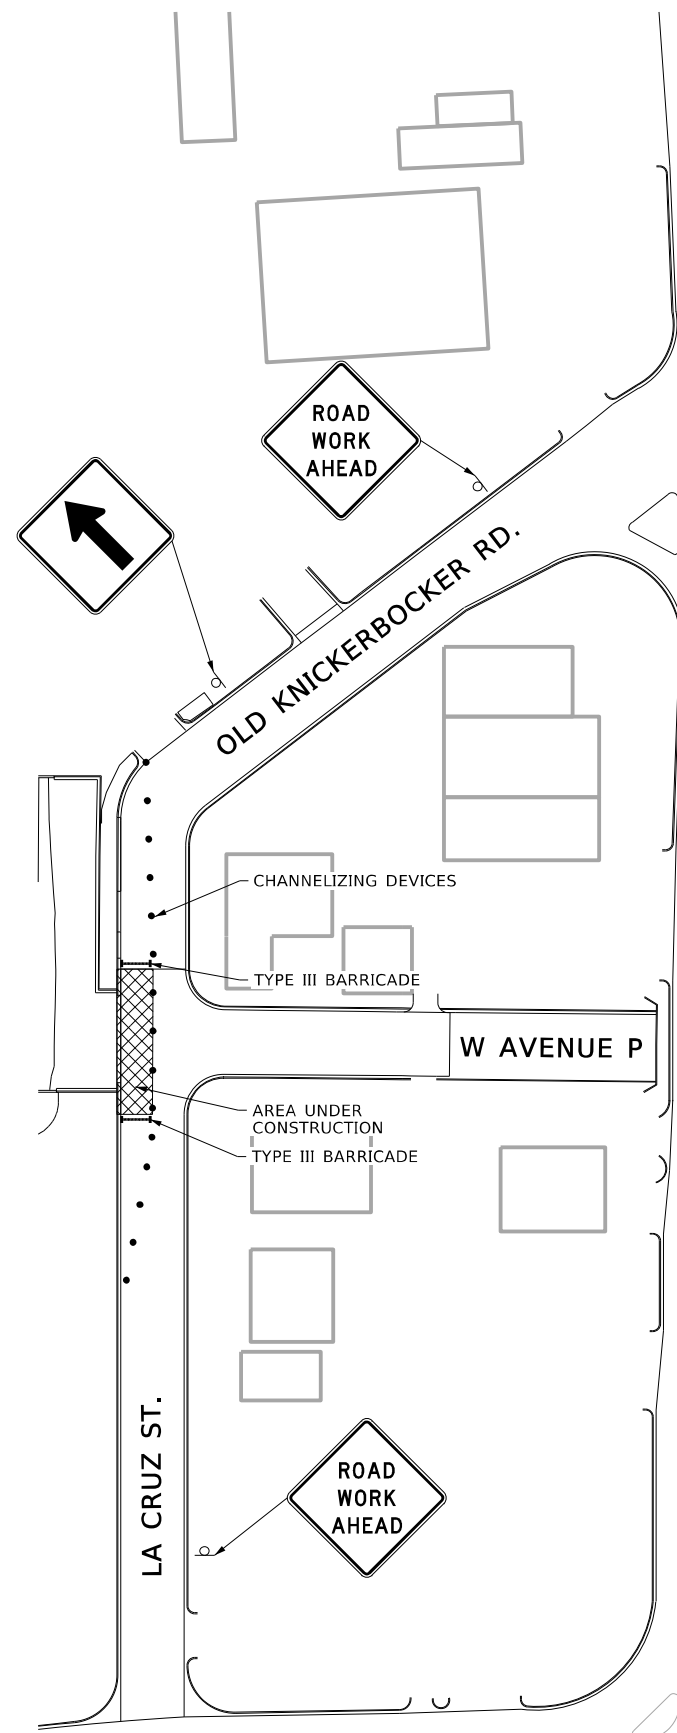 ROAD
WORK
AHEAD
OLD KNICKERBOCKER RD.
CHANNELIZING DEVICES
TYPE III BARRICADE
W AVENUE P
AREA UNDER
CONSTRUCTION
TYPE III BARRICADE
LA CRUZ ST.
ROAD
WORK
AHEAD